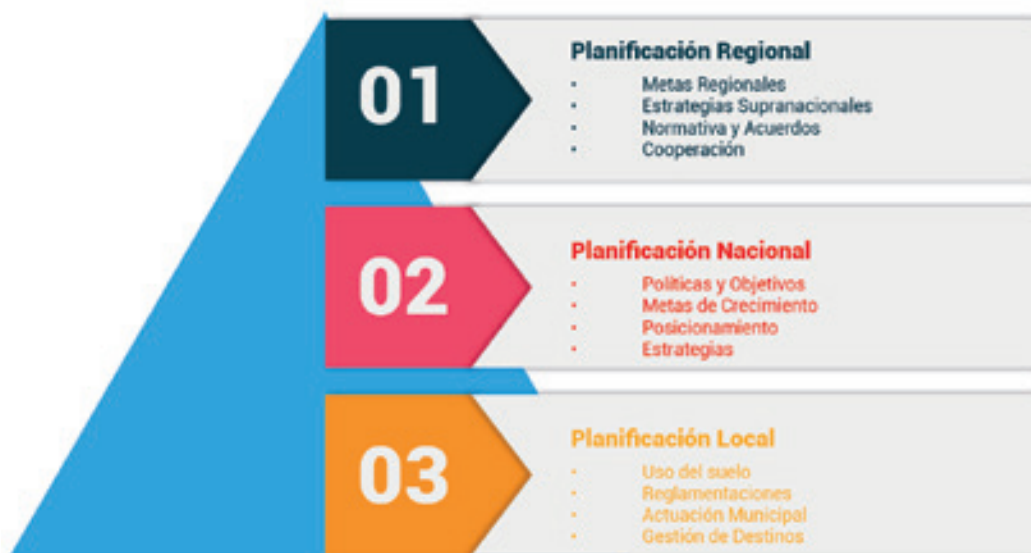 01
Planificación Regional
• Metas Regionales
• Estrategias Supranacionales
• Normativa y Acuerdos
• Cooperación
02
Planificación Nacional
• Políticas y Objetivos
• Metas de Crecimiento
• Posicionamiento
• Estrategias
03
Planificación Local
• Uso del suelo
• Reglamentaciones
• Actuación Municipal
• Gestión de Destinos